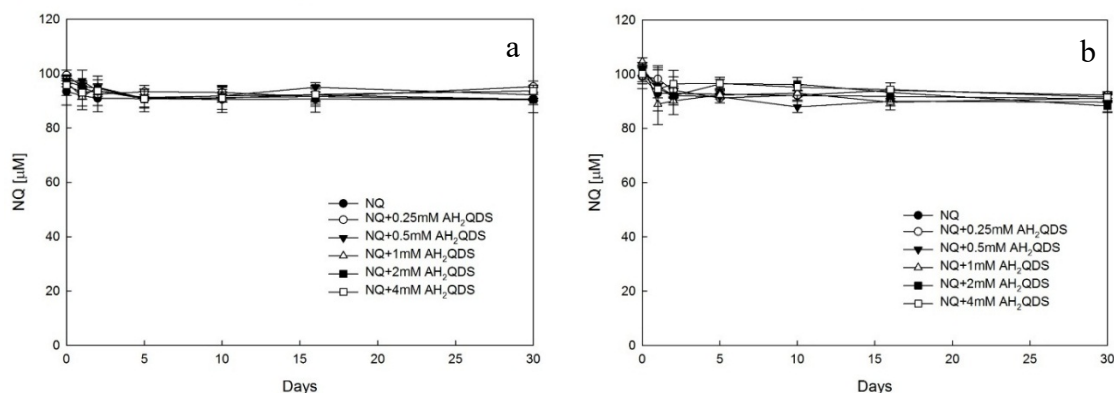 a
120
100
80
60
40
20
0
NQ [µM]
NQ
NQ+0.25mM AH₂QDS
NQ+0.5mM AH₂QDS
NQ+1mM AH₂QDS
NQ+2mM AH₂QDS
NQ+4mM AH₂QDS
0 5 10 15 20 25 30
Days
b
120
100
80
60
40
20
0
NQ [µM]
NQ
NQ+0.25mM AH₂QDS
NQ+0.5mM AH₂QDS
NQ+1mM AH₂QDS
NQ+2mM AH₂QDS
NQ+4mM AH₂QDS
0 5 10 15 20 25 30
Days